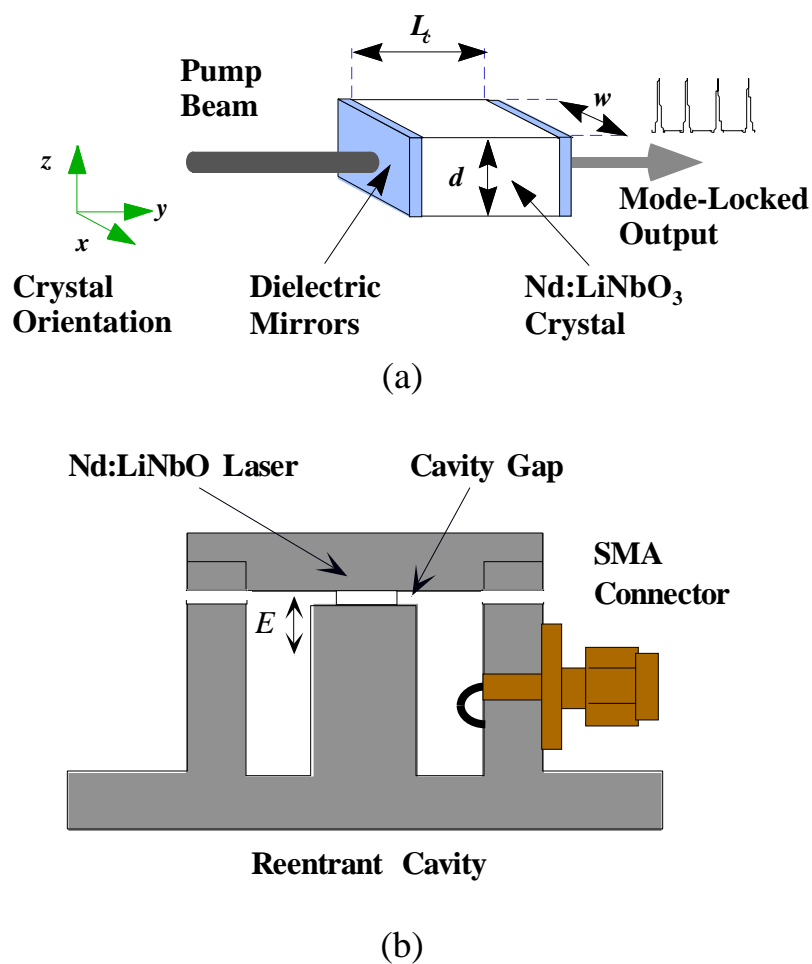 L_c
Pump
Beam
w
z
d
y
x
Mode-Locked
Output
Crystal
Orientation
Dielectric
Mirrors
Nd:LiNbO₃
Crystal
(a)
Nd:LiNbO Laser
Cavity Gap
SMA
Connector
E
Reentrant Cavity
(b)